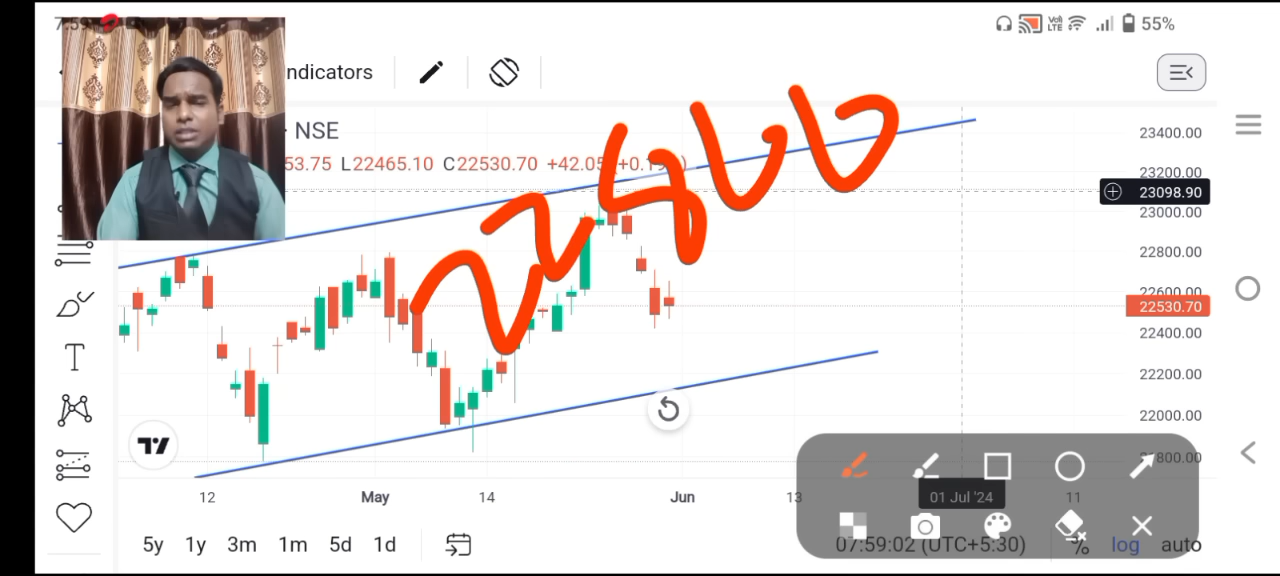 55%
ndicators
· NSE
53.75 L22465.10 C22530.70 +42.05
22466
23400.00
23200.00
23098.90
23000.00
22800.00
22600.00
22530.70
22400.00
22200.00
22000.00
800.00
12 May 14 Jun 13 01 Jul '24 11
5y 1y 3m 1m 5d 1d 07:59:02 (UTC+5:30) % log auto